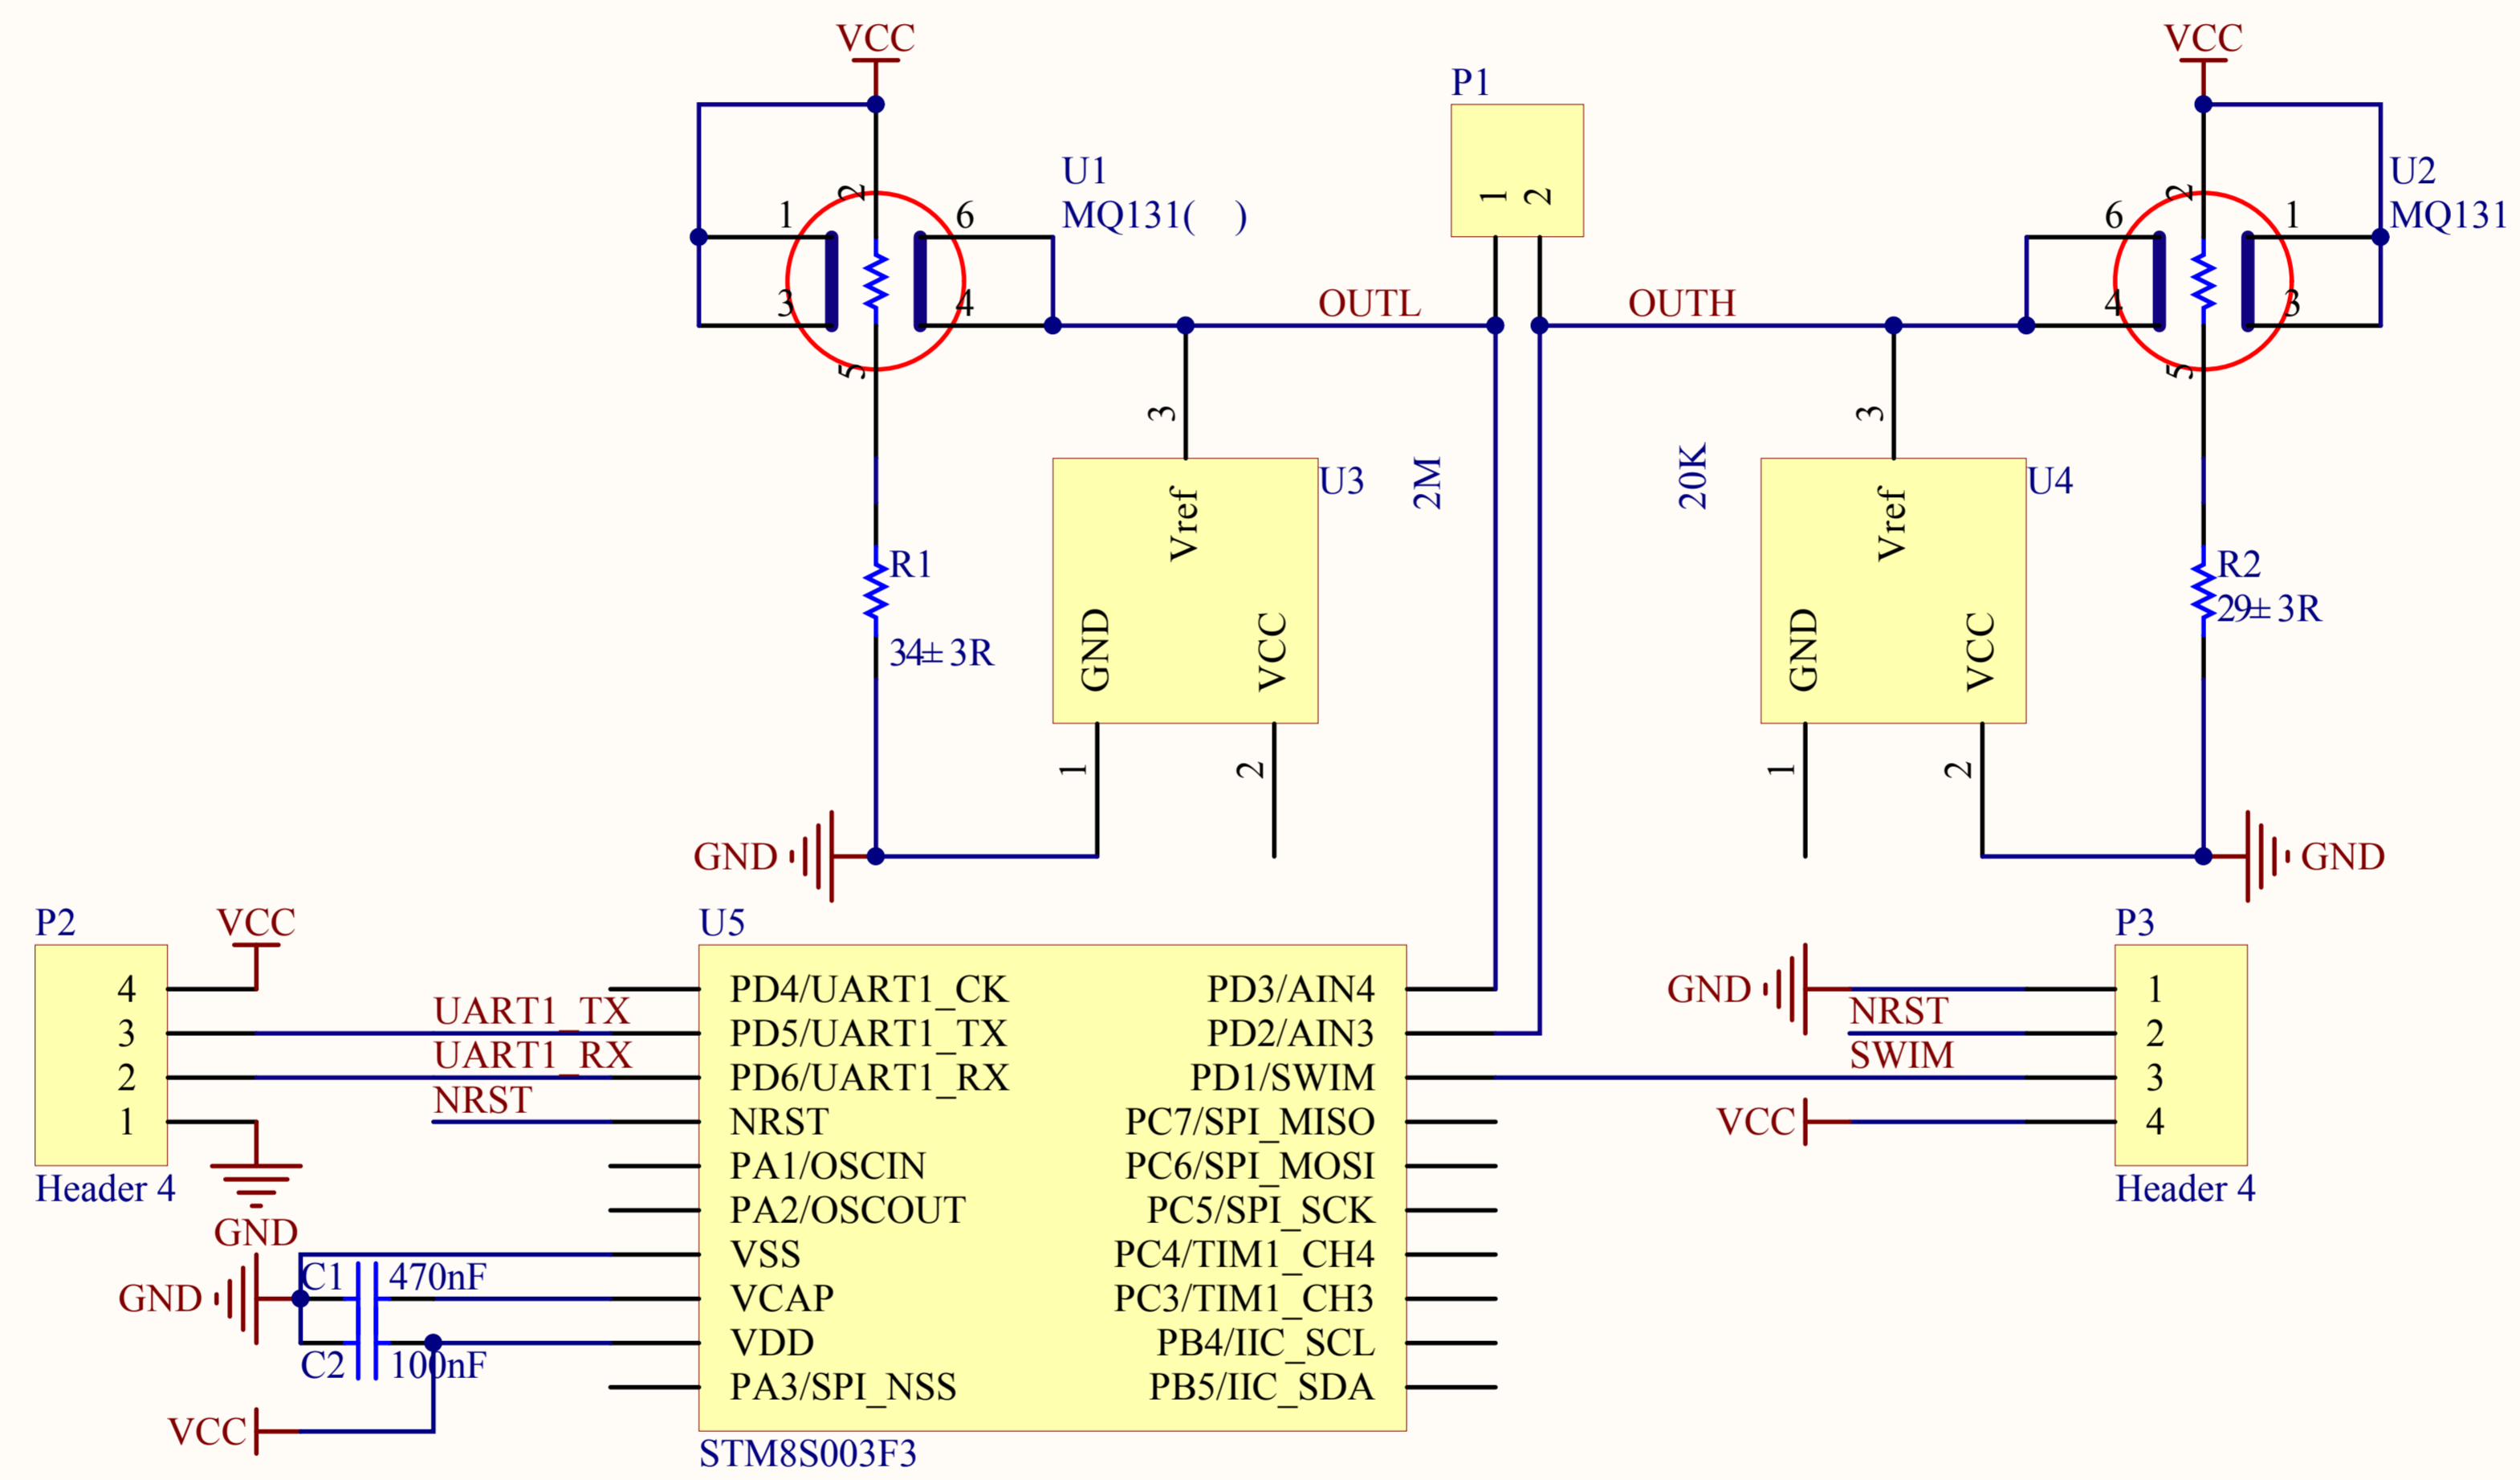 VCC
VCC
P1
1
2
U1
MQ131( )
U2
MQ131
2
1
6
3
4
5
2
6
1
4
3
5
OUTL
OUTH
3
Vref
GND
VCC
1
2
U3
2M
20K
3
Vref
GND
VCC
1
2
U4
R1
34±3R
R2
29±3R
GND
GND
P2
VCC
4
3
2
1
Header 4
GND
UART1_TX
UART1_RX
NRST
U5
PD4/UART1_CK
PD5/UART1_TX
PD6/UART1_RX
NRST
PA1/OSCIN
PA2/OSCOUT
VSS
VCAP
VDD
PA3/SPI_NSS
PD3/AIN4
PD2/AIN3
PD1/SWIM
PC7/SPI_MISO
PC6/SPI_MOSI
PC5/SPI_SCK
PC4/TIM1_CH4
PC3/TIM1_CH3
PB4/IIC_SCL
PB5/IIC_SDA
STM8S003F3
GND
C1
470nF
C2
100nF
VCC
P3
GND
NRST
SWIM
VCC
1
2
3
4
Header 4